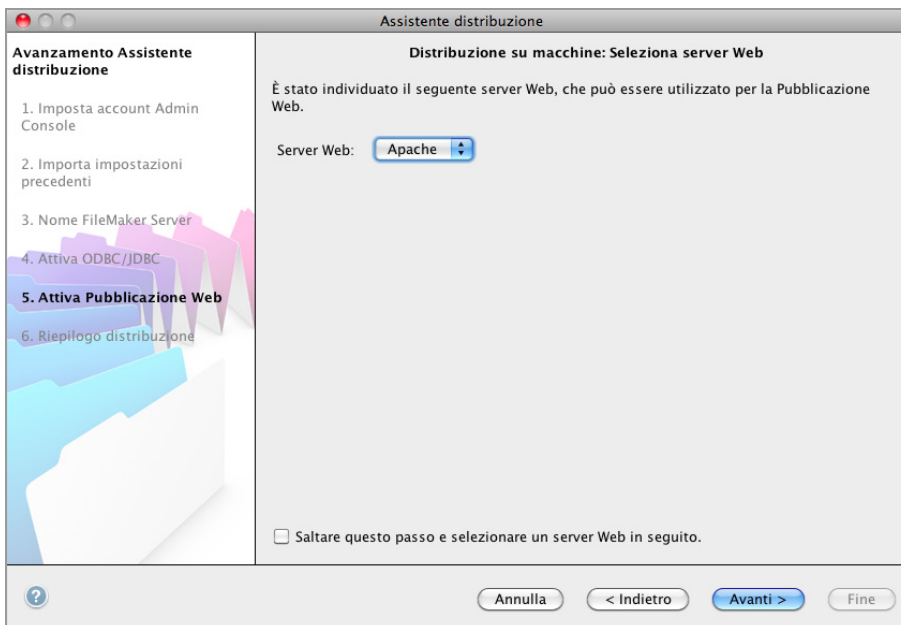 Assistente distribuzione
Avanzamento Assistente
distribuzione
1. Imposta account Admin
Console
2. Importa impostazioni
precedenti
3. Nome FileMaker Server
4. Attiva ODBC/JDBC
5. Attiva Pubblicazione Web
6. Riepilogo distribuzione
Distribuzione su macchine: Seleziona server Web
È stato individuato il seguente server Web, che può essere utilizzato per la Pubblicazione
Web.
Server Web: Apache
Saltare questo passo e selezionare un server Web in seguito.
? Annulla < Indietro Avanti > Fine